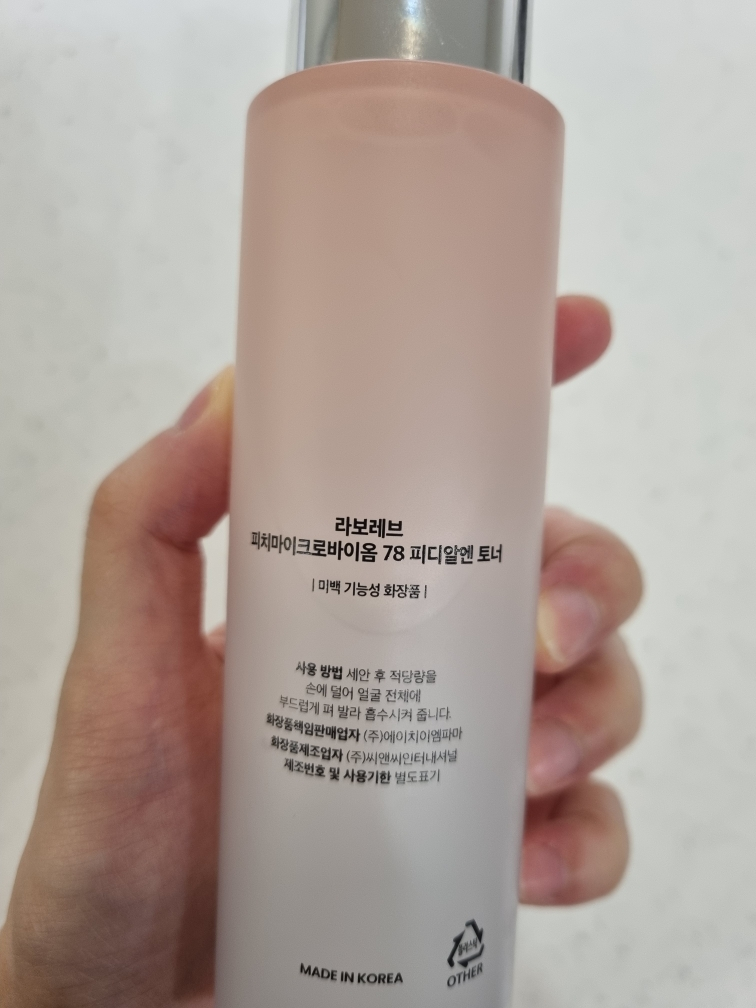 라보레브
피치마이크로바이옴 78 피디알엔 토너
| 미백 기능성 화장품 |
사용 방법 세안 후 적당량을
손에 덜어 얼굴 전체에
부드럽게 펴 발라 흡수시켜 줍니다.
화장품책임판매업자 (주)에이치이엠파마
화장품제조업자 (주)씨앤씨인터내셔널
제조번호 및 사용기한 별도표기
플라스틱
OTHER
MADE IN KOREA